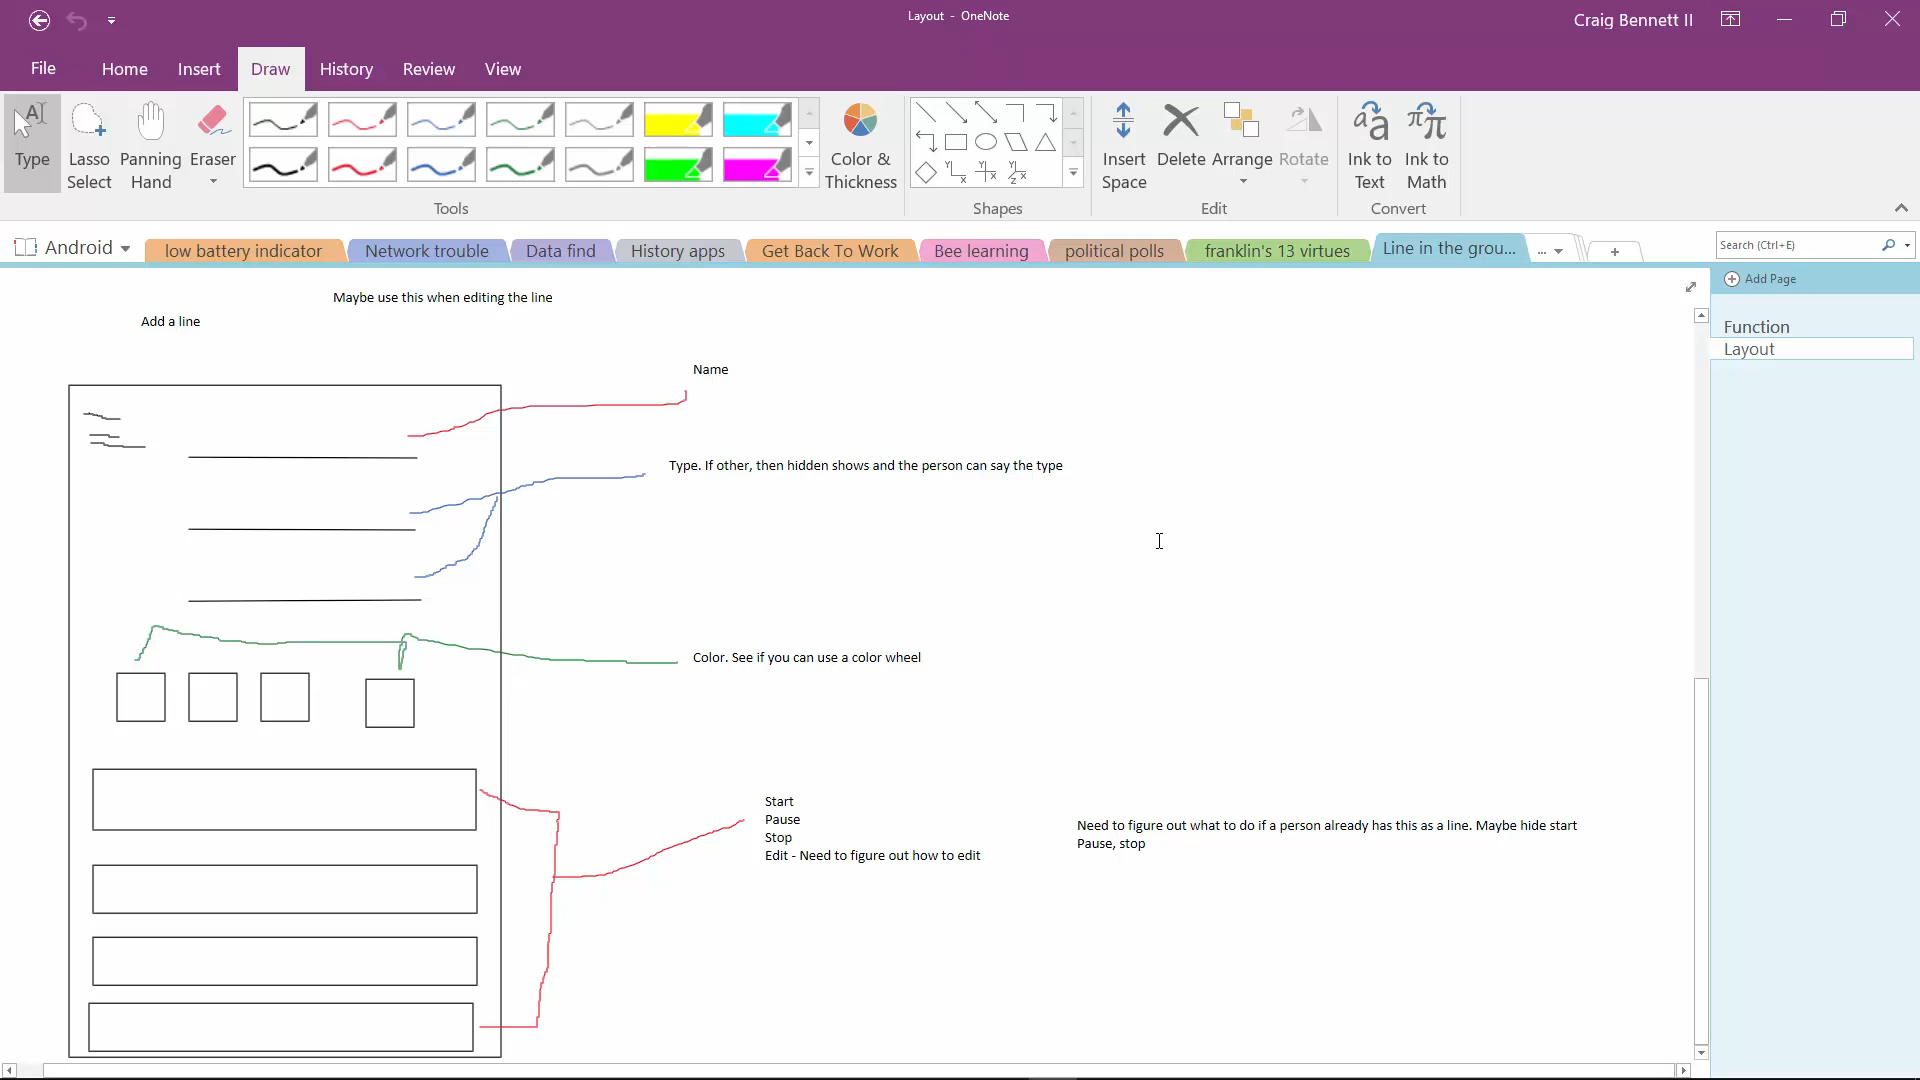 Layout - OneNote
Craig Bennett II
File
Home
Insert
Draw
History
Review
View
Type
Lasso
Select
Panning
Hand
Eraser
Color &
Thickness
Insert
Space
Delete
Arrange
Rotate
Ink to
Text
Ink to
Math
Tools
Shapes
Edit
Convert
Android
low battery indicator
Network trouble
Data find
History apps
Get Back To Work
Bee learning
political polls
franklin's 13 virtues
Line in the grou...
...
Search (Ctrl+E)
Add Page
Function
Layout
Maybe use this when editing the line
Add a line
Name
Type. If other, then hidden shows and the person can say the type
Color. See if you can use a color wheel
Start
Pause
Stop
Edit - Need to figure out how to edit
Need to figure out what to do if a person already has this as a line. Maybe hide start
Pause, stop